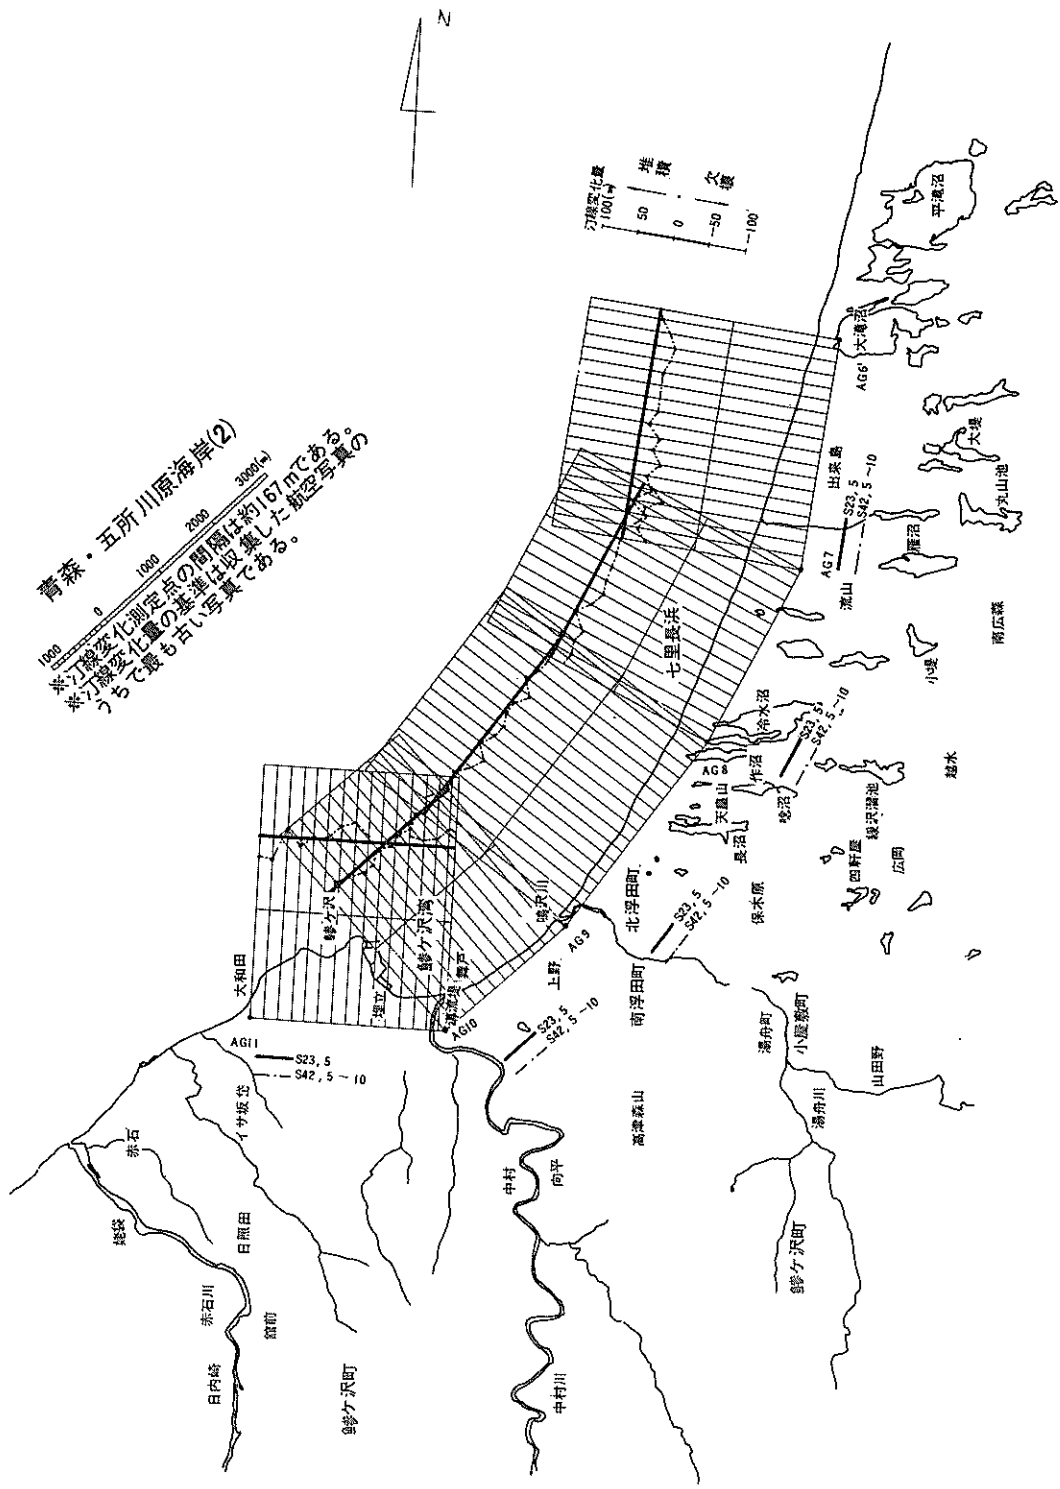 青森・五所川原海岸(2)
1000 0 1000 2000 3000(m)
※汀線変化測定点の間隔は約167mである。
※汀線変化量の基準は収集した航空写真の
うちで最も古い写真である。
N
汀線変化量
100(m)
50
0
-50
-100
堆積
欠壊
平滝沼
大滝沼
AG6'
出来島
S23,5
S42,5~10
AG7
流山
雁沼
大堤
丸山池
南広森
小堤
七里長浜
冷水沼
S23,5
S42,5~10
作沼
AG8
天皇山
長沼
越水
四軒屋
広岡
保木原
北浮田町
S23,5
S42,5~10
南浮田町
鳴沢川
AG9
上野
鰺ケ沢
鰺ケ沢湾
舞戸
導流堤
埋立
AG10
S23,5
S42,5~10
大和田
AG11
S23,5
S42,5~10
イサ坂岱
赤石
姥袋
日照田
赤石川
館前
日内崎
鰺ケ沢町
中村
向平
中村川
高津森山
湯舟町
小屋敷町
山田野
湯舟川
鰺ケ沢町